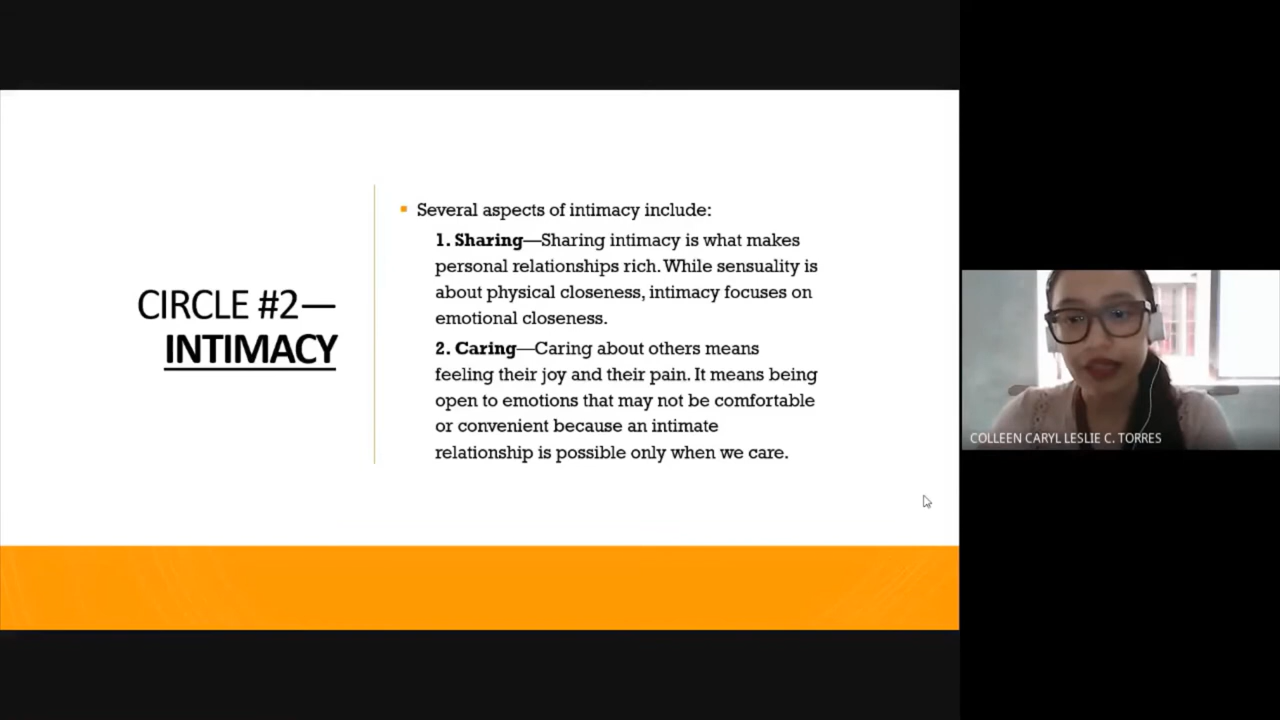 CIRCLE #2—
INTIMACY
Several aspects of intimacy include:
1. Sharing—Sharing intimacy is what makes
personal relationships rich. While sensuality is
about physical closeness, intimacy focuses on
emotional closeness.
2. Caring—Caring about others means
feeling their joy and their pain. It means being
open to emotions that may not be comfortable
or convenient because an intimate
relationship is possible only when we care.
COLLEEN CARYL LESLIE C. TORRES